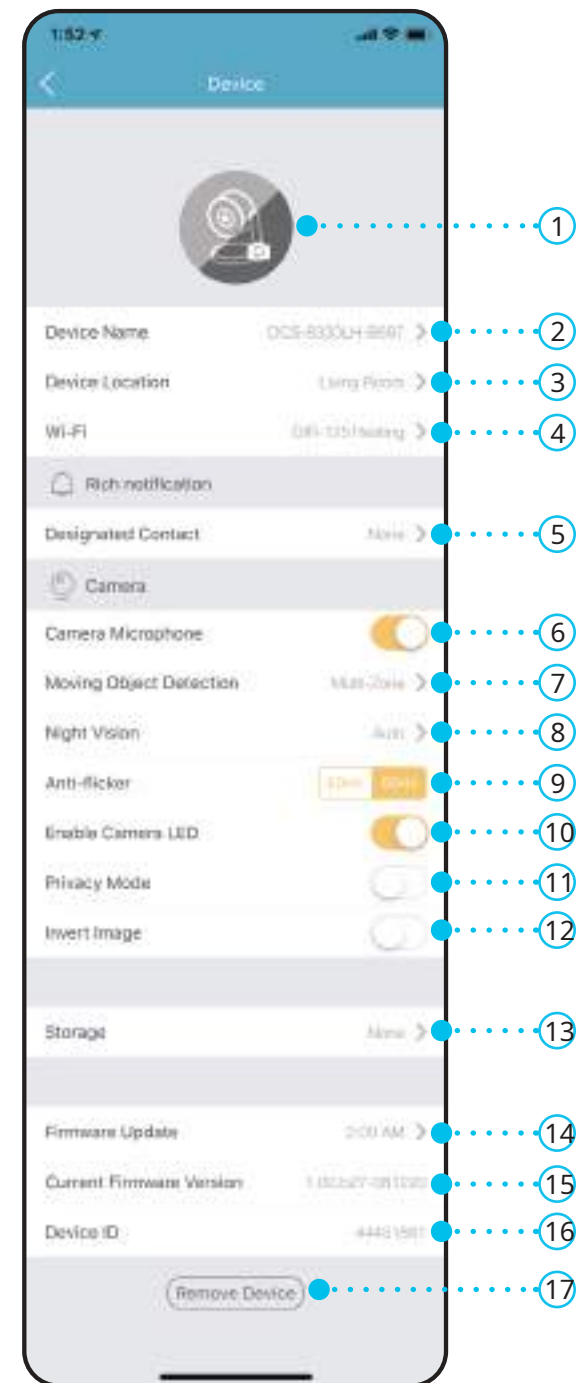 1:52
Device
1
Device Name 2
Device Location Living Room 3
Wi-Fi 4
Rich notification
Designated Contact None 5
Camera
Camera Microphone 6
Moving Object Detection Multi-Zone 7
Night Vision Auto 8
Anti-flicker 9
Enable Camera LED 10
Privacy Mode 11
Invert Image 12
Storage None 13
Firmware Update 2:00 AM 14
Current Firmware Version 15
Device ID 16
Remove Device 17